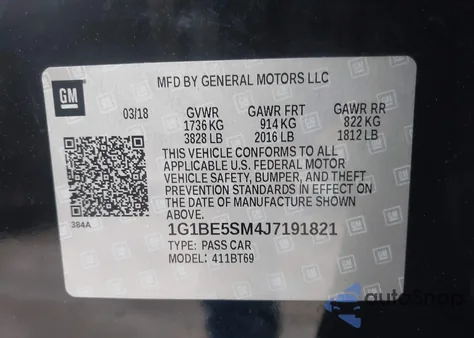 GM
MFD BY GENERAL MOTORS LLC
03/18 GVWR GAWR FRT GAWR RR
1736 KG 914 KG 822 KG
3828 LB 2016 LB 1812 LB
THIS VEHICLE CONFORMS TO ALL
APPLICABLE U.S. FEDERAL MOTOR
VEHICLE SAFETY, BUMPER, AND THEFT
PREVENTION STANDARDS IN EFFECT ON
THE DATE OF MANUFACTURE SHOWN
ABOVE.
384A
1G1BE5SM4J7191821
TYPE: PASS CAR
MODEL: 411BT69
autoSnap